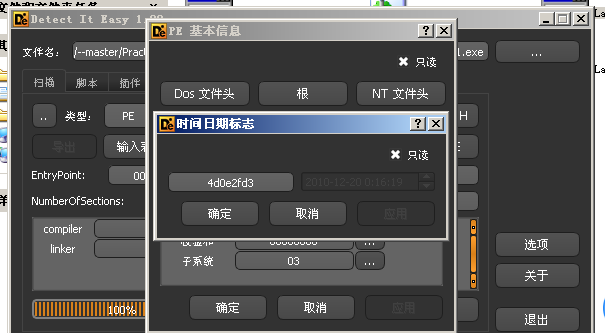 Detect It Easy 1.00
PE 基本信息
文件名: /--master/Prac 1.exe ...
只读
扫描 脚本 插件
Dos 文件头 根 NT 文件头
.. 类型: PE H
时间日期标志
导出 输入表 E
只读
EntryPoint: 00
4d0e2fd3 2010-12-20 0:16:19
NumberOfSections:
确定 取消 应用
compiler
linker
校验和 00000000 ...
子系统 03 ...
选项
关于
100%
确定 取消 应用
退出